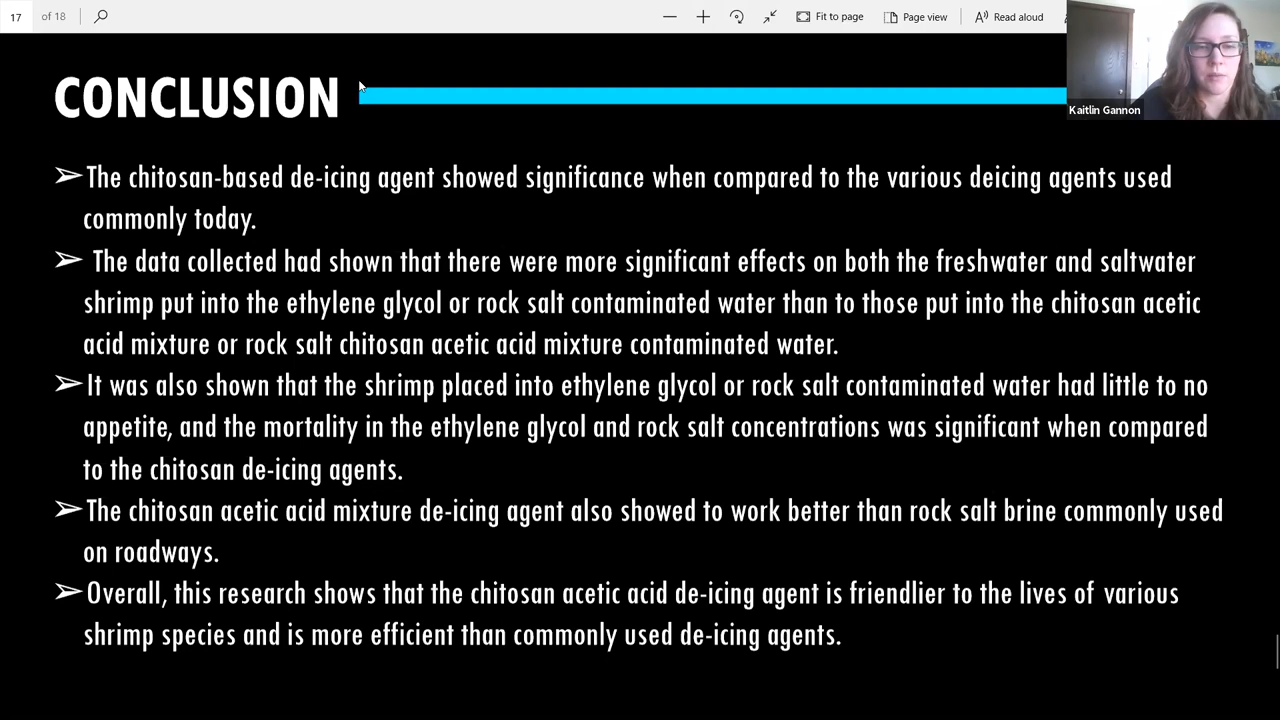 17 of 18 Fit to page Page view Read aloud
Kaitlin Gannon
CONCLUSION
➢The chitosan-based de-icing agent showed significance when compared to the various deicing agents used
commonly today.
➢ The data collected had shown that there were more significant effects on both the freshwater and saltwater
shrimp put into the ethylene glycol or rock salt contaminated water than to those put into the chitosan acetic
acid mixture or rock salt chitosan acetic acid mixture contaminated water.
➢It was also shown that the shrimp placed into ethylene glycol or rock salt contaminated water had little to no
appetite, and the mortality in the ethylene glycol and rock salt concentrations was significant when compared
to the chitosan de-icing agents.
➢The chitosan acetic acid mixture de-icing agent also showed to work better than rock salt brine commonly used
on roadways.
➢Overall, this research shows that the chitosan acetic acid de-icing agent is friendlier to the lives of various
shrimp species and is more efficient than commonly used de-icing agents.